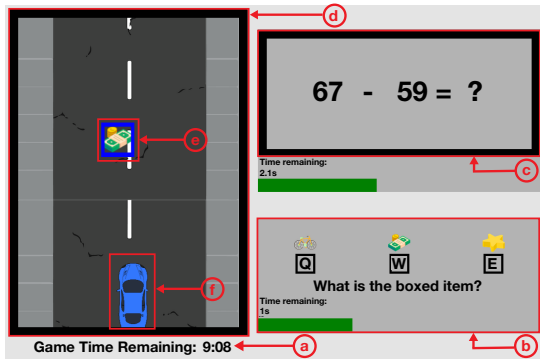 d
e
f
Game Time Remaining: 9:08
a
67 - 59 = ?
c
Time remaining:
2.1s
Q W E
What is the boxed item?
Time remaining:
1s
b